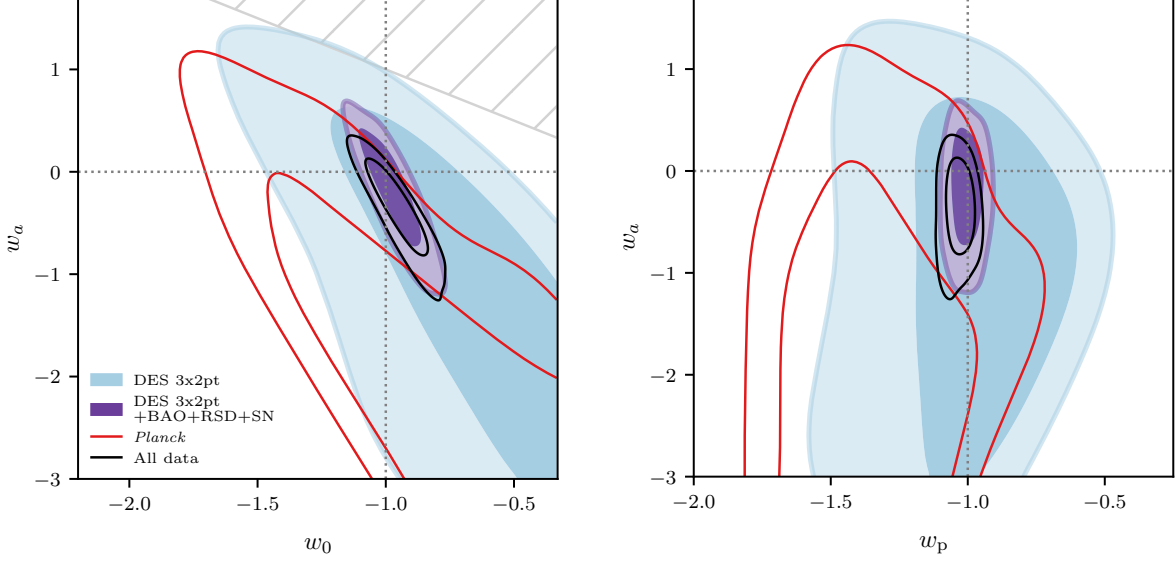 1
0
−1
−2
−3
w_a
DES 3x2pt
DES 3x2pt
+BAO+RSD+SN
Planck
All data
−2.0 −1.5 −1.0 −0.5
w_0
1
0
−1
−2
−3
w_a
−2.0 −1.5 −1.0 −0.5
w_p